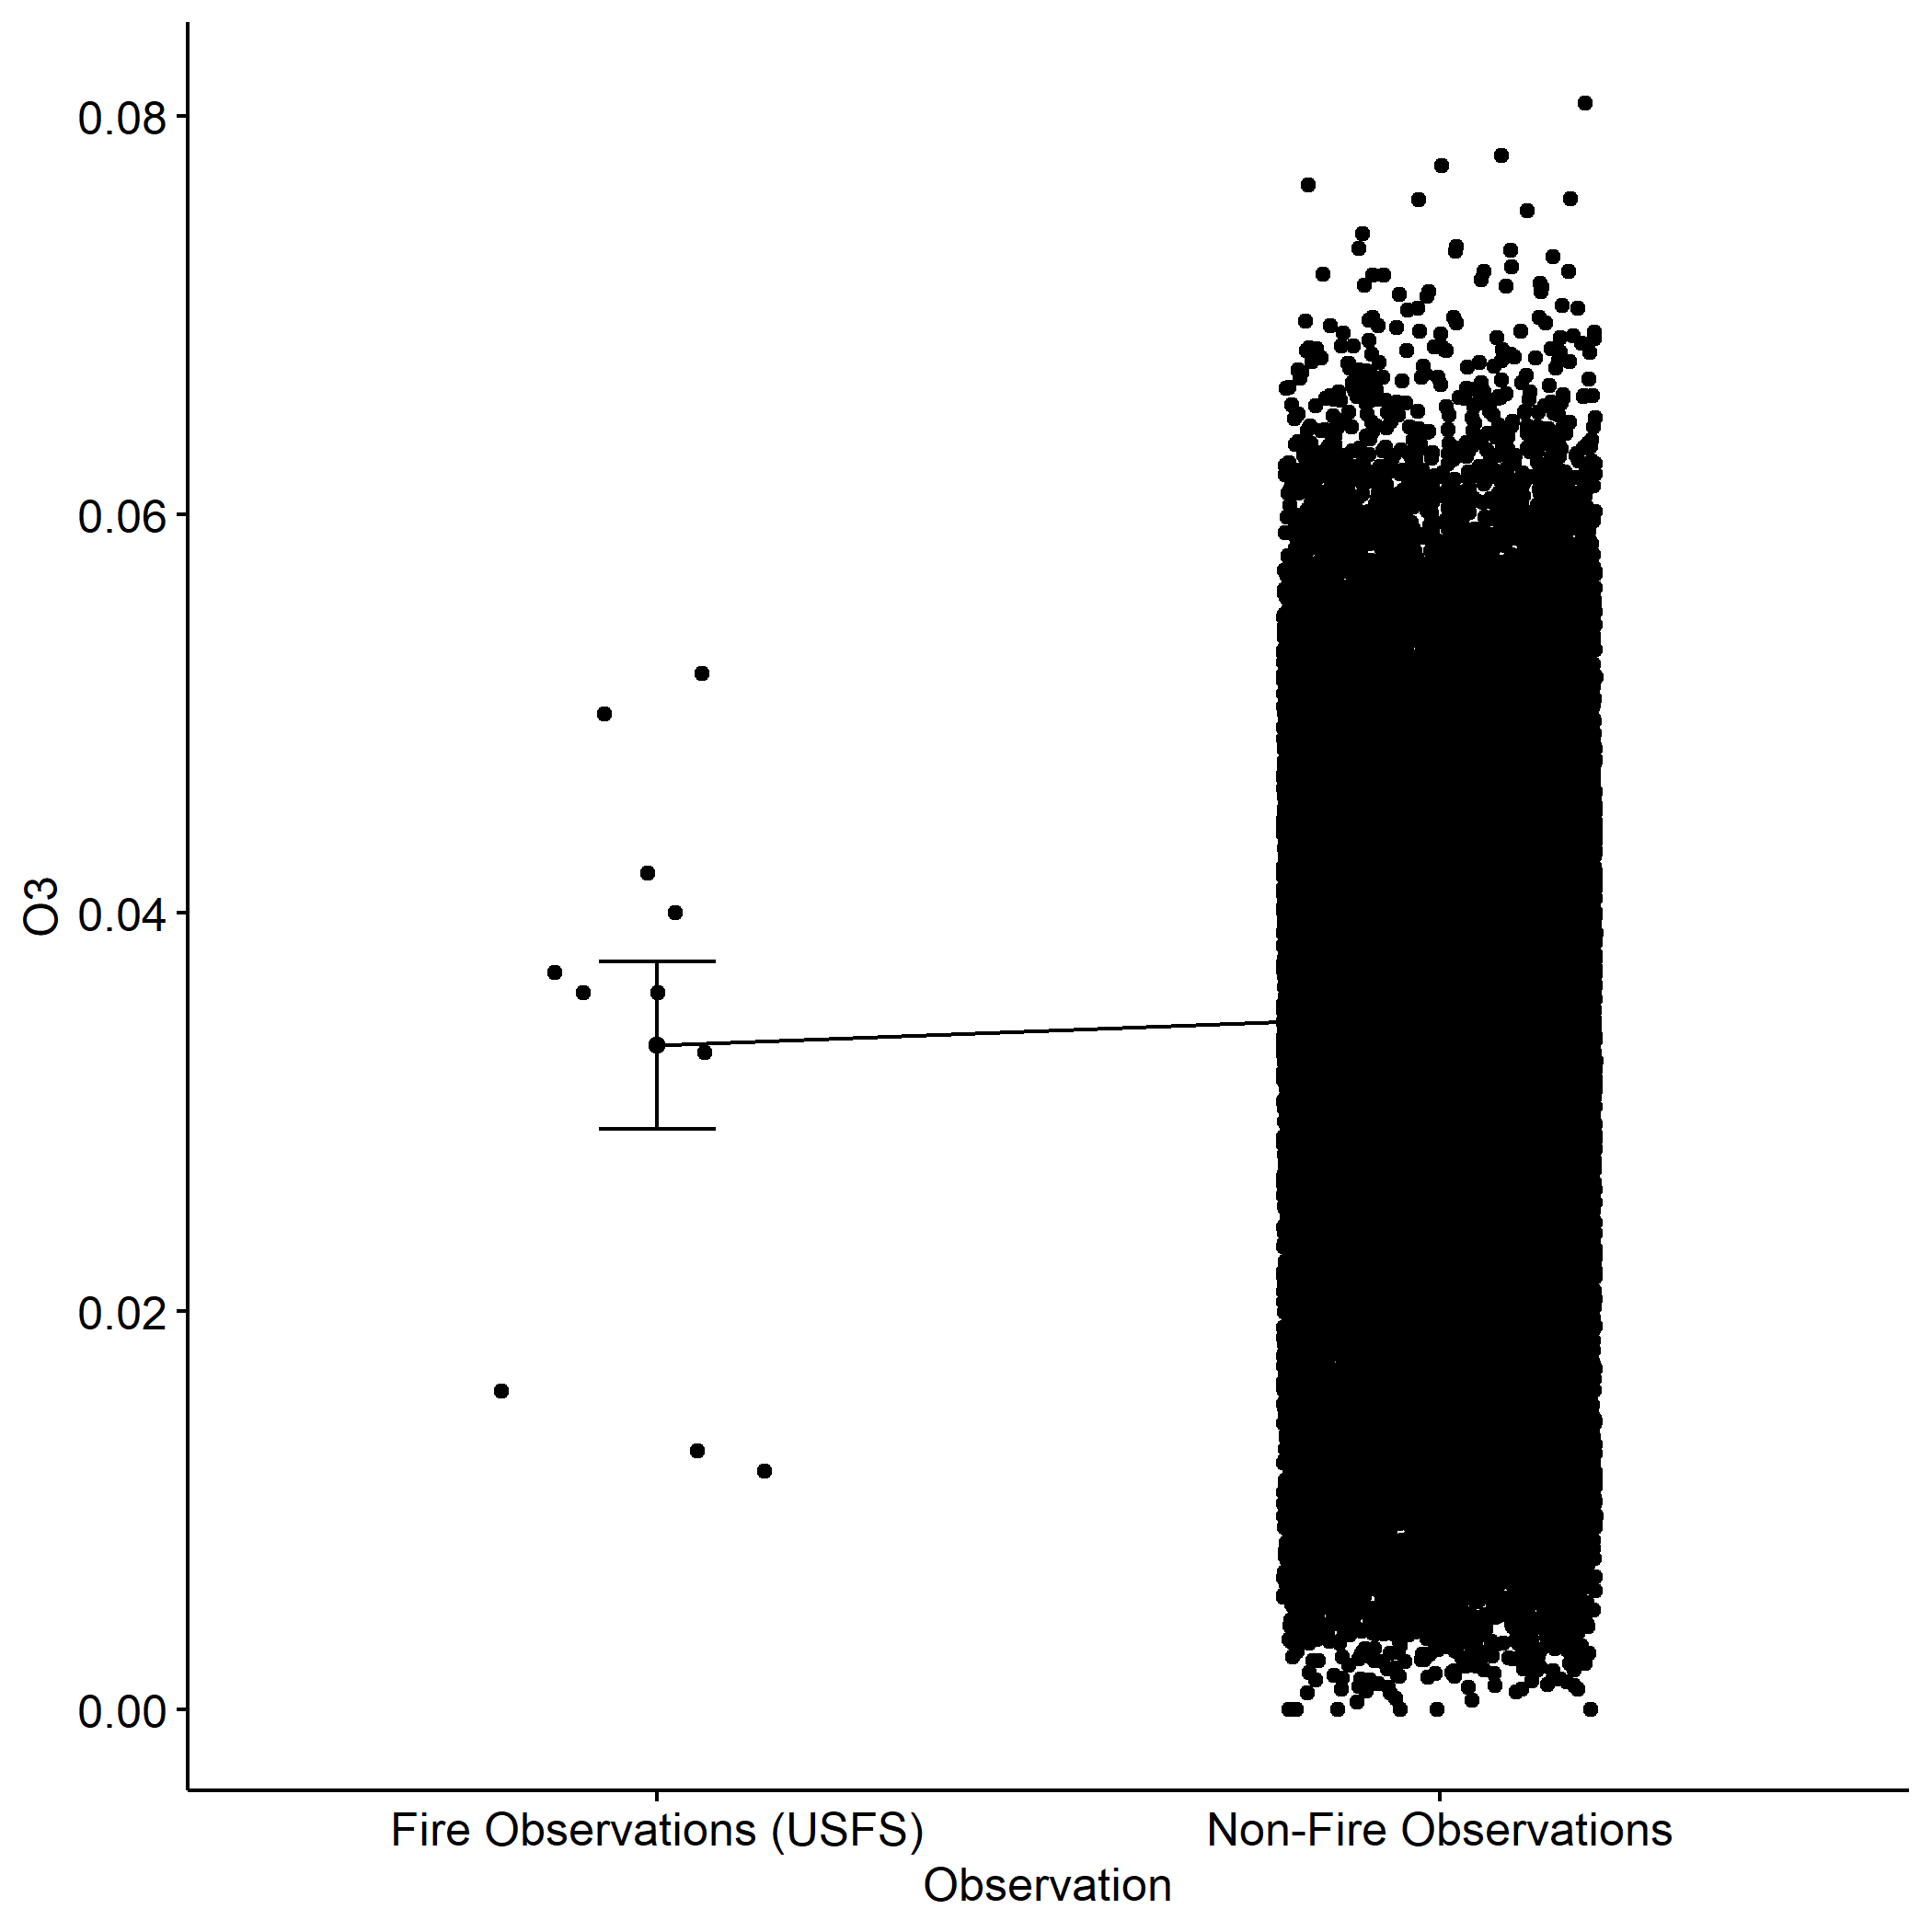 0.08
0.06
0.04
0.02
0.00
O3
Fire Observations (USFS)
Non-Fire Observations
Observation